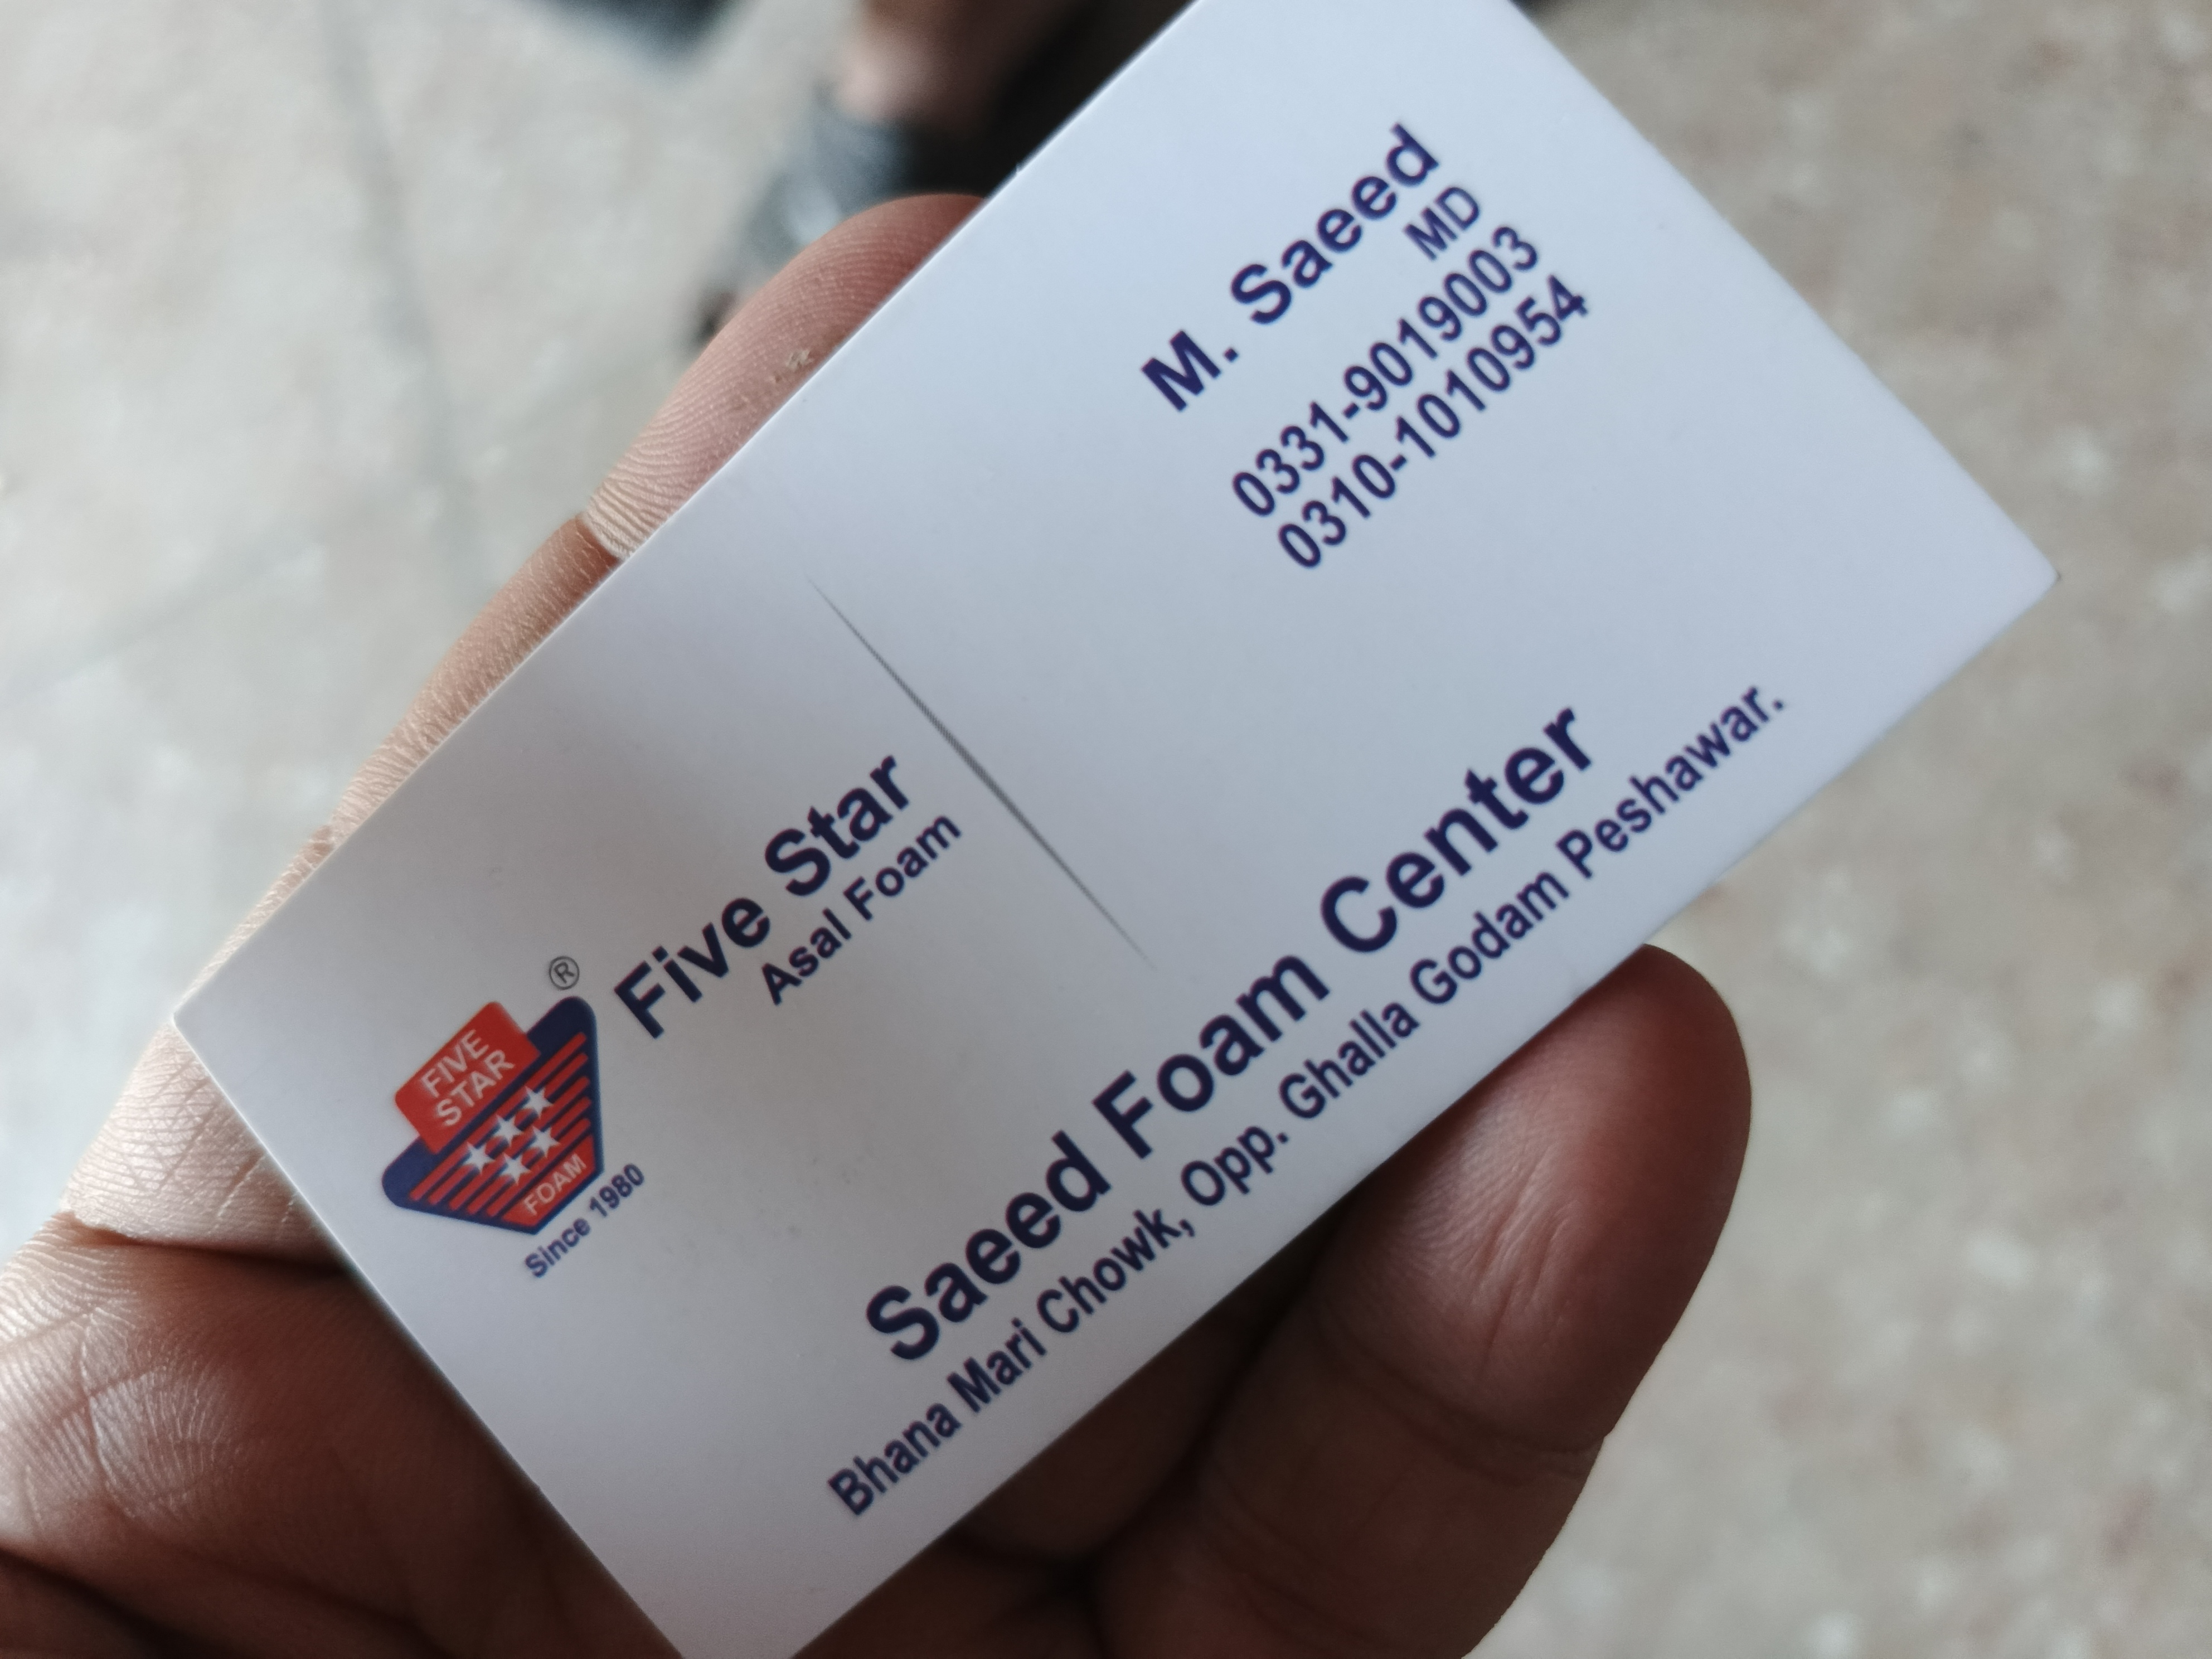 M. Saeed
MD
0331-9019003
0310-1010954
FIVE
STAR
FOAM
®
Since 1980
Five Star
Asal Foam
Saeed Foam Center
Bhana Mari Chowk, Opp. Ghalla Godam Peshawar.